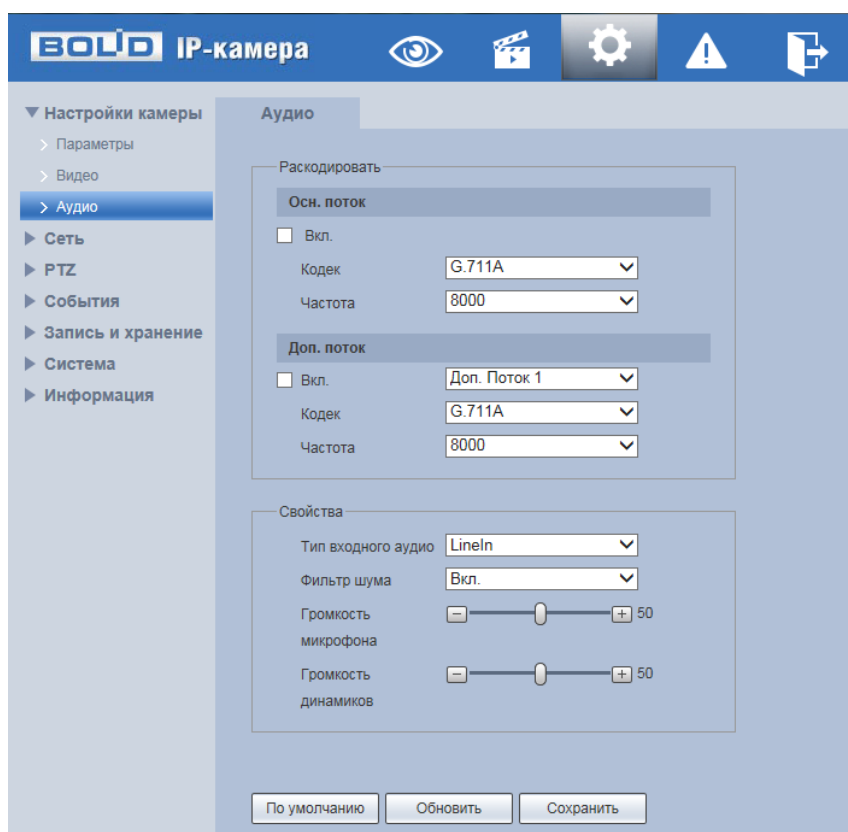 BOLID IP-камера
Настройки камеры
Параметры
Видео
Аудио
Сеть
PTZ
События
Запись и хранение
Система
Информация
Аудио
Раскодировать
Осн. поток
Вкл.
Кодек G.711A
Частота 8000
Доп. поток
Вкл. Доп. Поток 1
Кодек G.711A
Частота 8000
Свойства
Тип входного аудио LineIn
Фильтр шума Вкл.
Громкость
микрофона
50
Громкость
динамиков
50
По умолчанию Обновить Сохранить